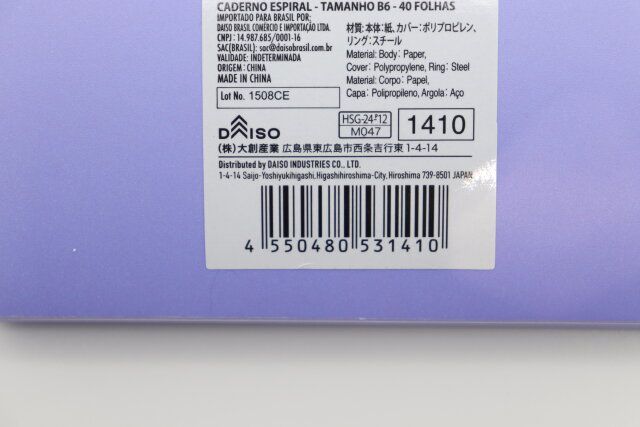 CADERNO ESPIRAL - TAMANHO B6 - 40 FOLHAS
IMPORTADO PARA BRASIL POR:
DAISO BRASIL COMÉRCIO E IMPORTAÇÃO LTDA.
CNPJ : 14.987.685/0001-16
SAC(BRASIL): sac@daisobrasil.com.br
VALIDADE: INDETERMINADA
ORIGEM : CHINA
MADE IN CHINA
Lot No. 1508CE
材質：本体：紙、カバー：ポリプロピレン、
リング：スチール
Material: Body: Paper,
Cover: Polypropylene, Ring: Steel
Material: Corpo: Papel,
Capa: Polipropileno, Argola: Aço
DAISO
HSG-24 P12
M047
1410
(株)大創産業 広島県東広島市西条吉行東 1-4-14
Distributed by DAISO INDUSTRIES CO., LTD.
1-4-14 Saijo-Yoshiyukihigashi, Higashihiroshima-City, Hiroshima 739-8501 JAPAN
4 550480 531410